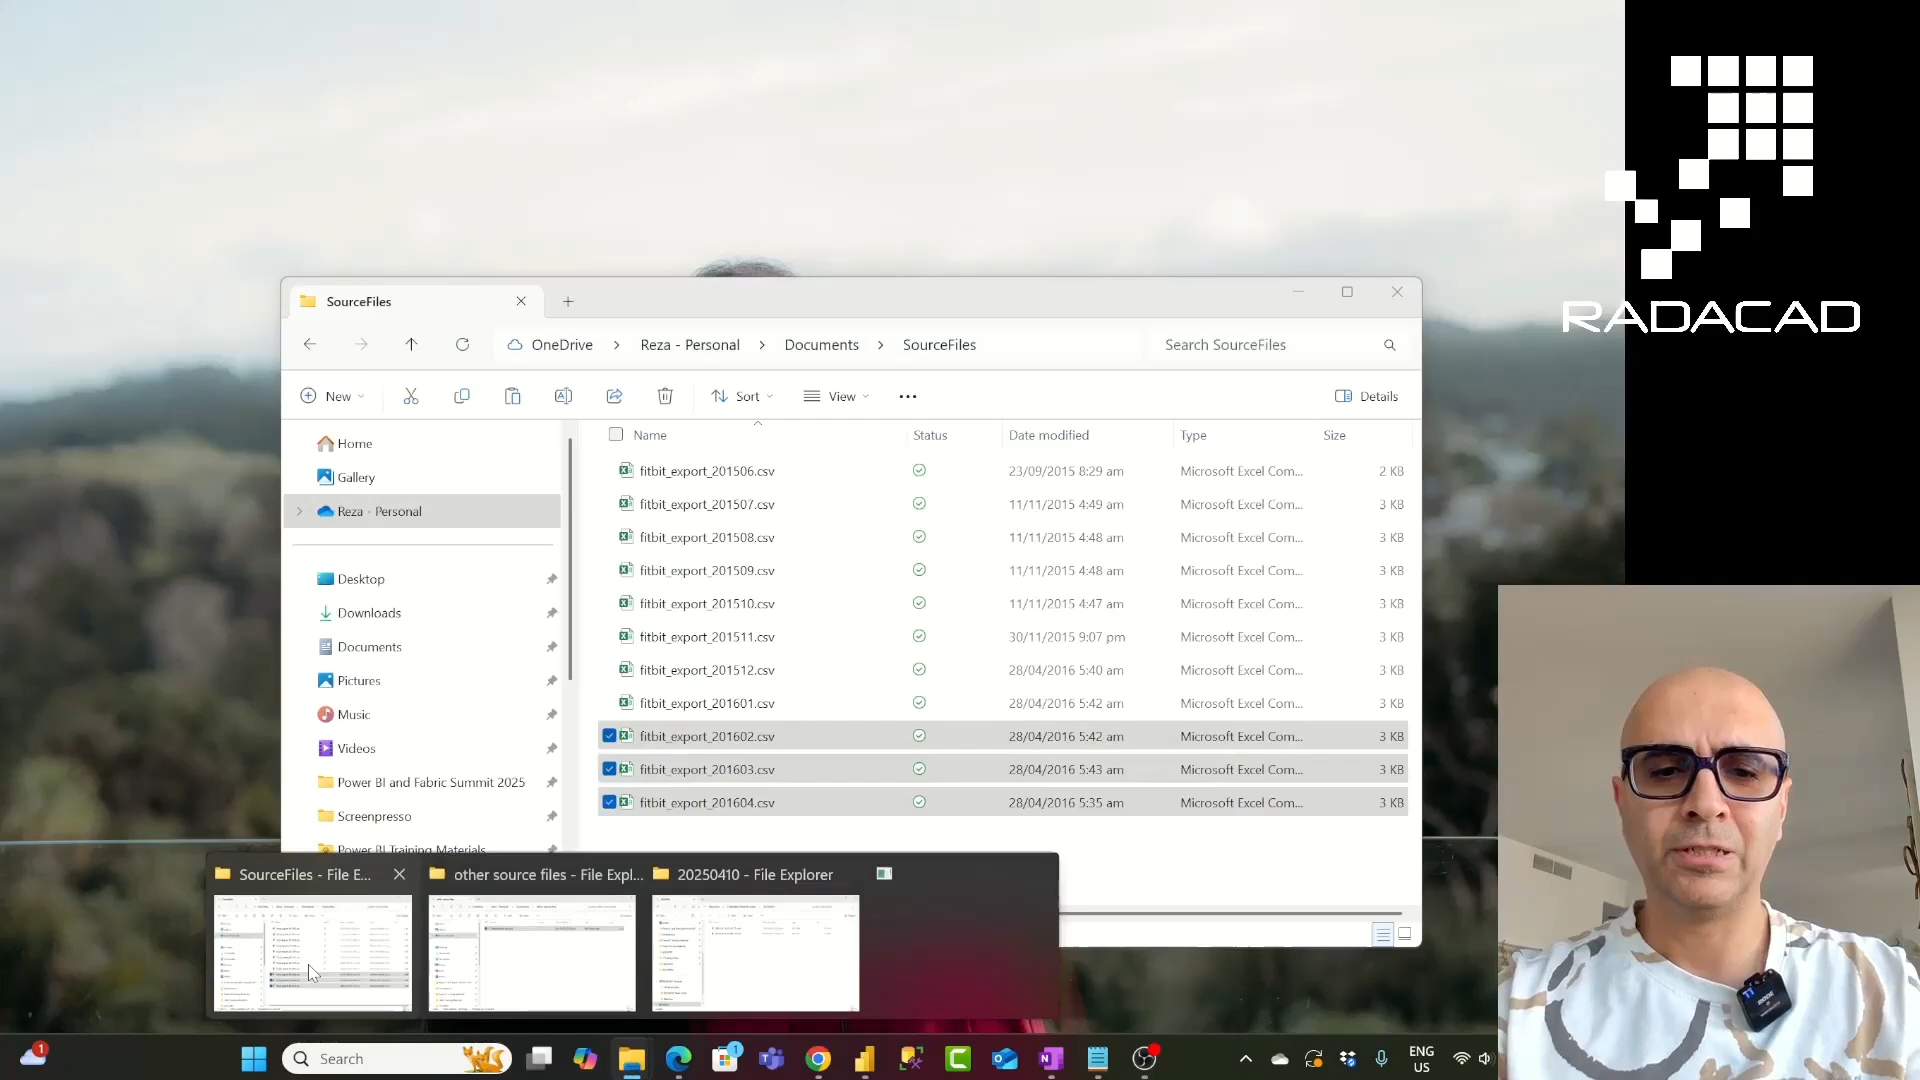 RADACAD
SourceFiles
OneDrive > Reza - Personal > Documents > SourceFiles
Search SourceFiles
New
Sort
View
Details
Name Status Date modified Type Size
Home
Gallery
Reza - Personal
Desktop
Downloads
Documents
Pictures
Music
Videos
Power BI and Fabric Summit 2025
Screenpresso
Power BI Training Materials
fitbit_export_201506.csv 23/09/2015 8:29 am Microsoft Excel Com... 2 KB
fitbit_export_201507.csv 11/11/2015 4:49 am Microsoft Excel Com... 3 KB
fitbit_export_201508.csv 11/11/2015 4:48 am Microsoft Excel Com... 3 KB
fitbit_export_201509.csv 11/11/2015 4:48 am Microsoft Excel Com... 3 KB
fitbit_export_201510.csv 11/11/2015 4:47 am Microsoft Excel Com... 3 KB
fitbit_export_201511.csv 30/11/2015 9:07 pm Microsoft Excel Com... 3 KB
fitbit_export_201512.csv 28/04/2016 5:40 am Microsoft Excel Com... 3 KB
fitbit_export_201601.csv 28/04/2016 5:42 am Microsoft Excel Com... 3 KB
fitbit_export_201602.csv 28/04/2016 5:42 am Microsoft Excel Com... 3 KB
fitbit_export_201603.csv 28/04/2016 5:43 am Microsoft Excel Com... 3 KB
fitbit_export_201604.csv 28/04/2016 5:35 am Microsoft Excel Com... 3 KB
SourceFiles - File E...
other source files - File Expl...
20250410 - File Explorer
RODE
1
Search
1
ENG
US